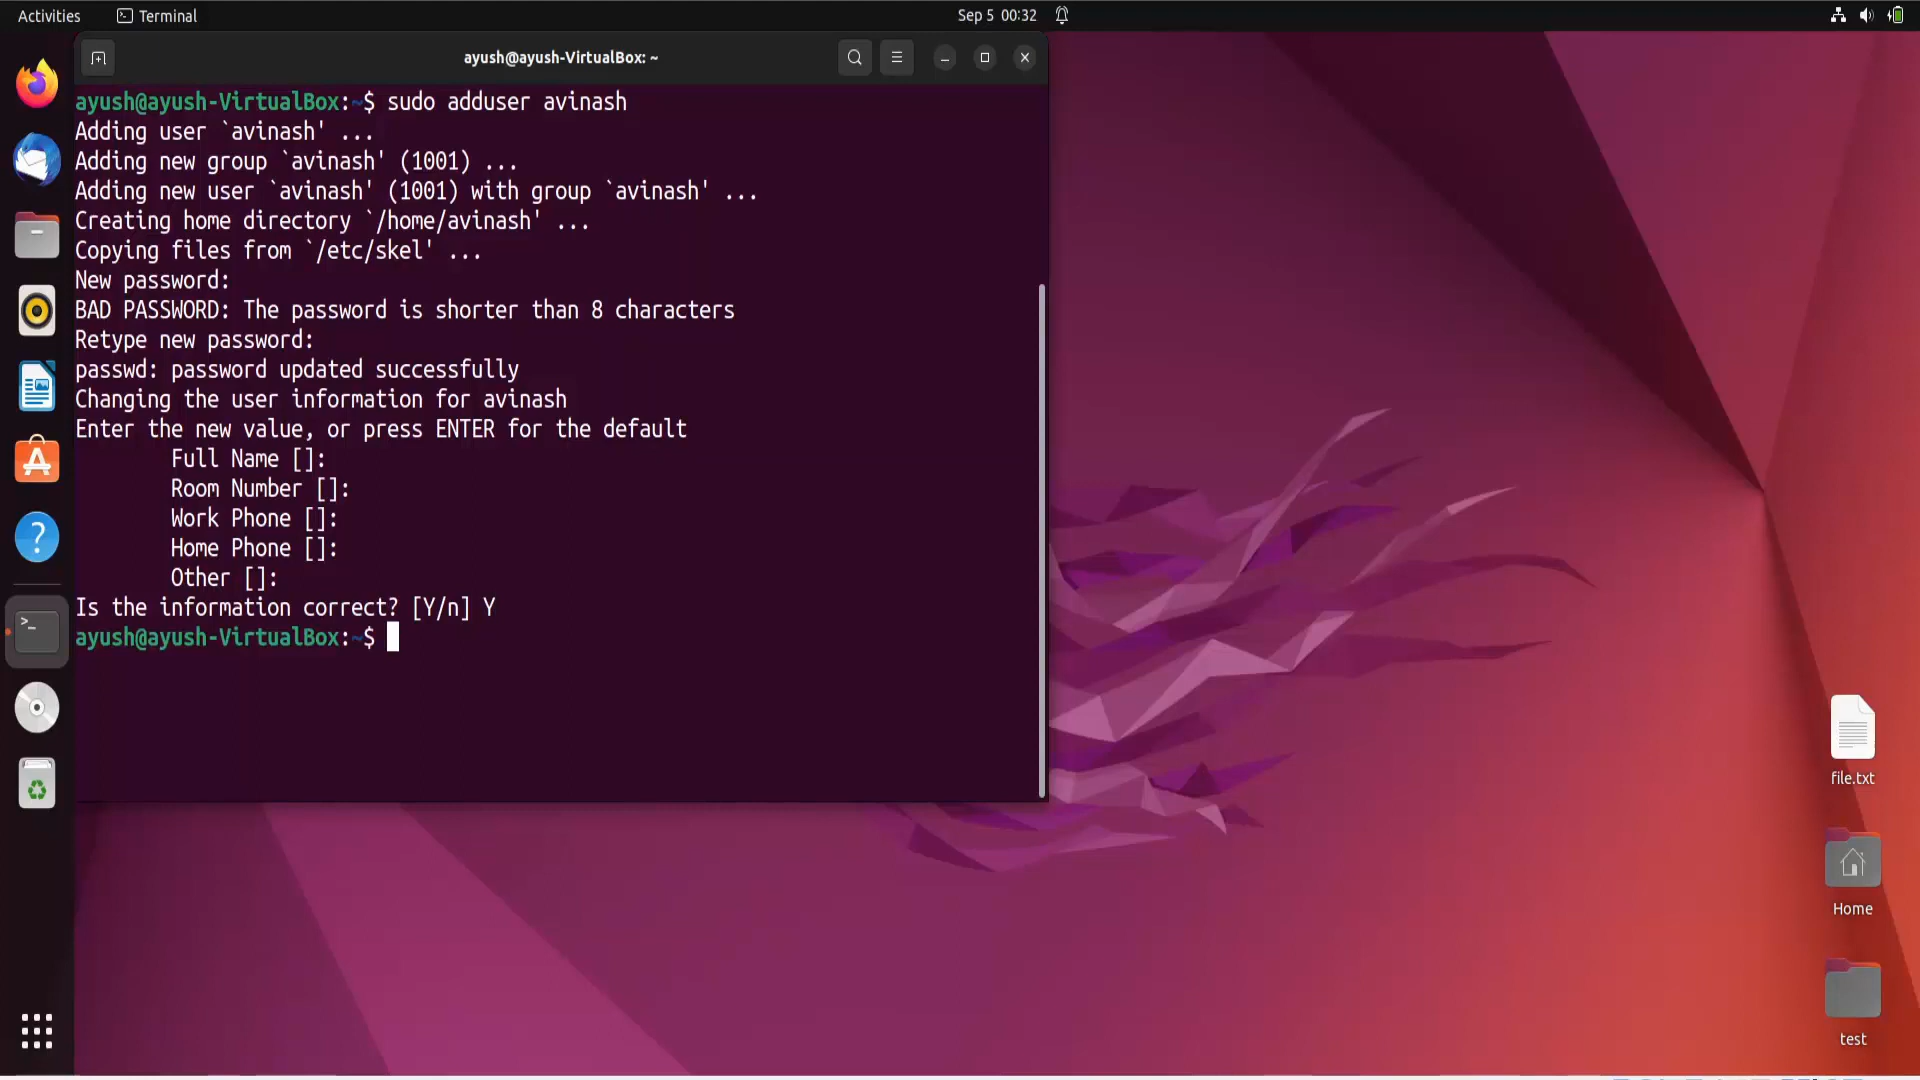 Activities
Terminal
Sep 5 00:32
ayush@ayush-VirtualBox: ~
ayush@ayush-VirtualBox:~$ sudo adduser avinash
Adding user `avinash' ...
Adding new group `avinash' (1001) ...
Adding new user `avinash' (1001) with group `avinash' ...
Creating home directory `/home/avinash' ...
Copying files from `/etc/skel' ...
New password:
BAD PASSWORD: The password is shorter than 8 characters
Retype new password:
passwd: password updated successfully
Changing the user information for avinash
Enter the new value, or press ENTER for the default
Full Name []:
Room Number []:
Work Phone []:
Home Phone []:
Other []:
Is the information correct? [Y/n] Y
ayush@ayush-VirtualBox:~$
file.txt
Home
test